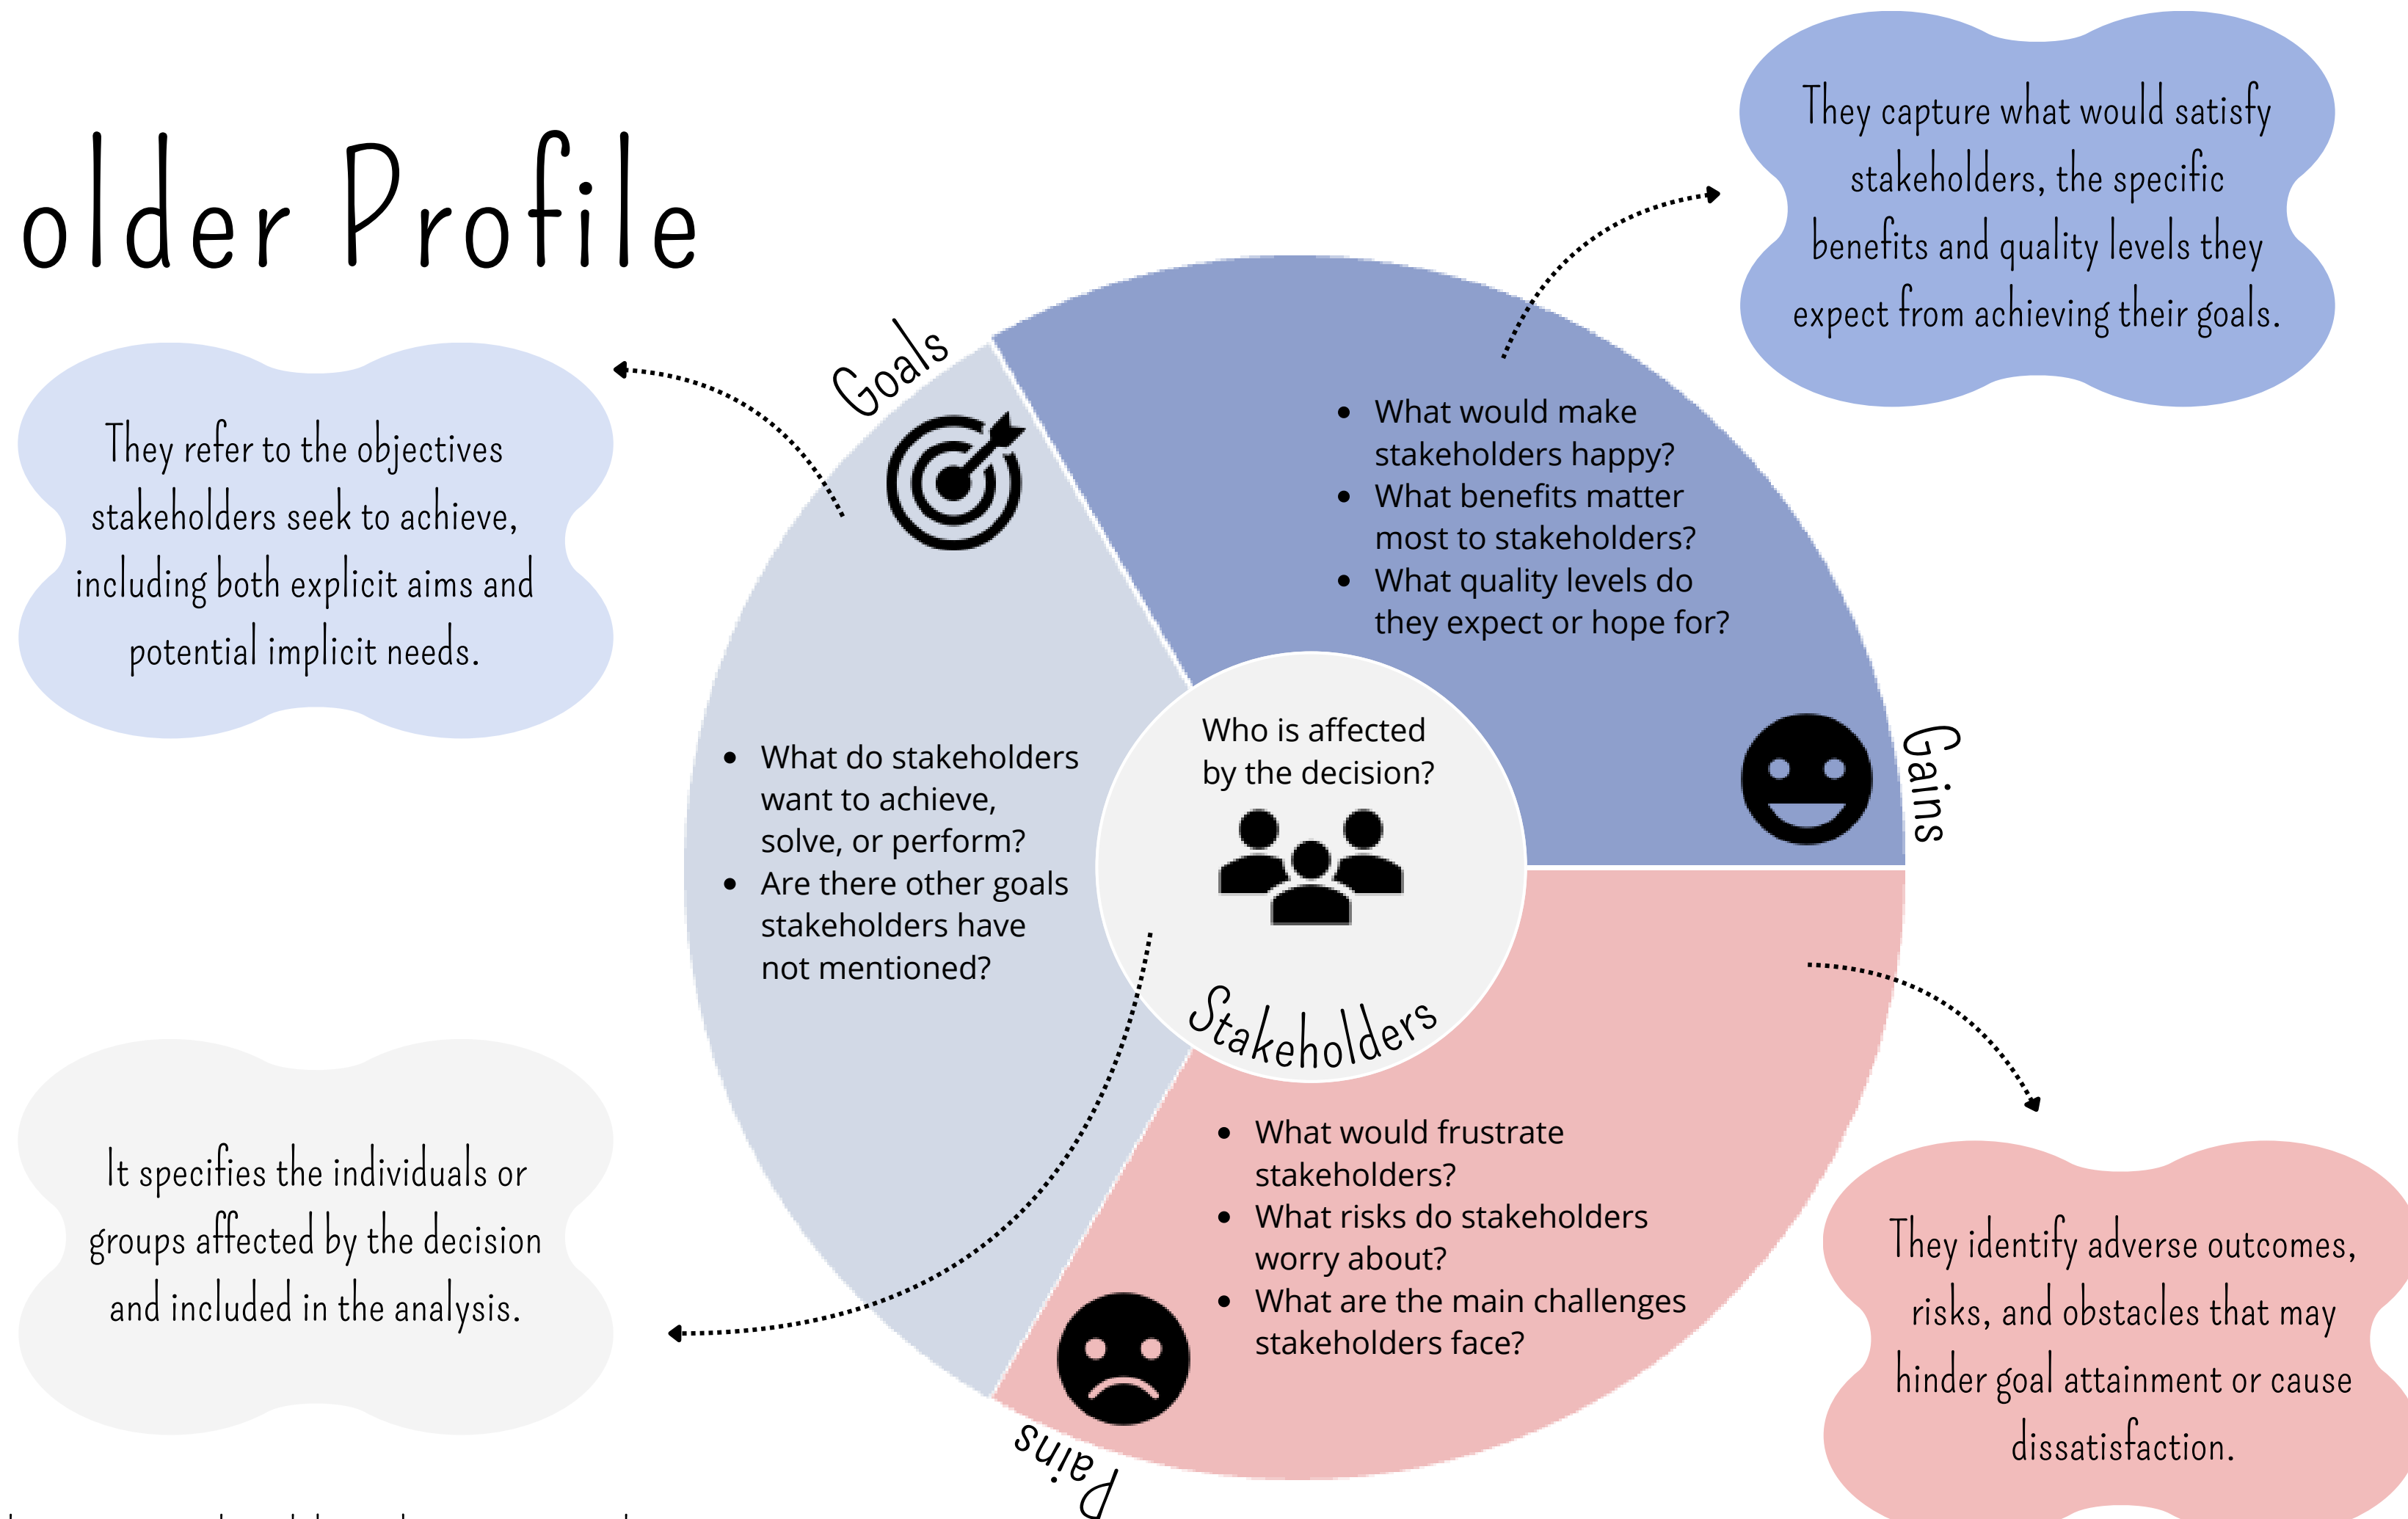 older Profile
They capture what would satisfy
stakeholders, the specific
benefits and quality levels they
expect from achieving their goals.
Goals
They refer to the objectives
stakeholders seek to achieve,
including both explicit aims and
potential implicit needs.
• What would make
stakeholders happy?
• What benefits matter
most to stakeholders?
• What quality levels do
they expect or hope for?
Gains
• What do stakeholders
want to achieve,
solve, or perform?
• Are there other goals
stakeholders have
not mentioned?
Who is affected
by the decision?
Stakeholders
It specifies the individuals or
groups affected by the decision
and included in the analysis.
• What would frustrate
stakeholders?
• What risks do stakeholders
worry about?
• What are the main challenges
stakeholders face?
Pains
They identify adverse outcomes,
risks, and obstacles that may
hinder goal attainment or cause
dissatisfaction.